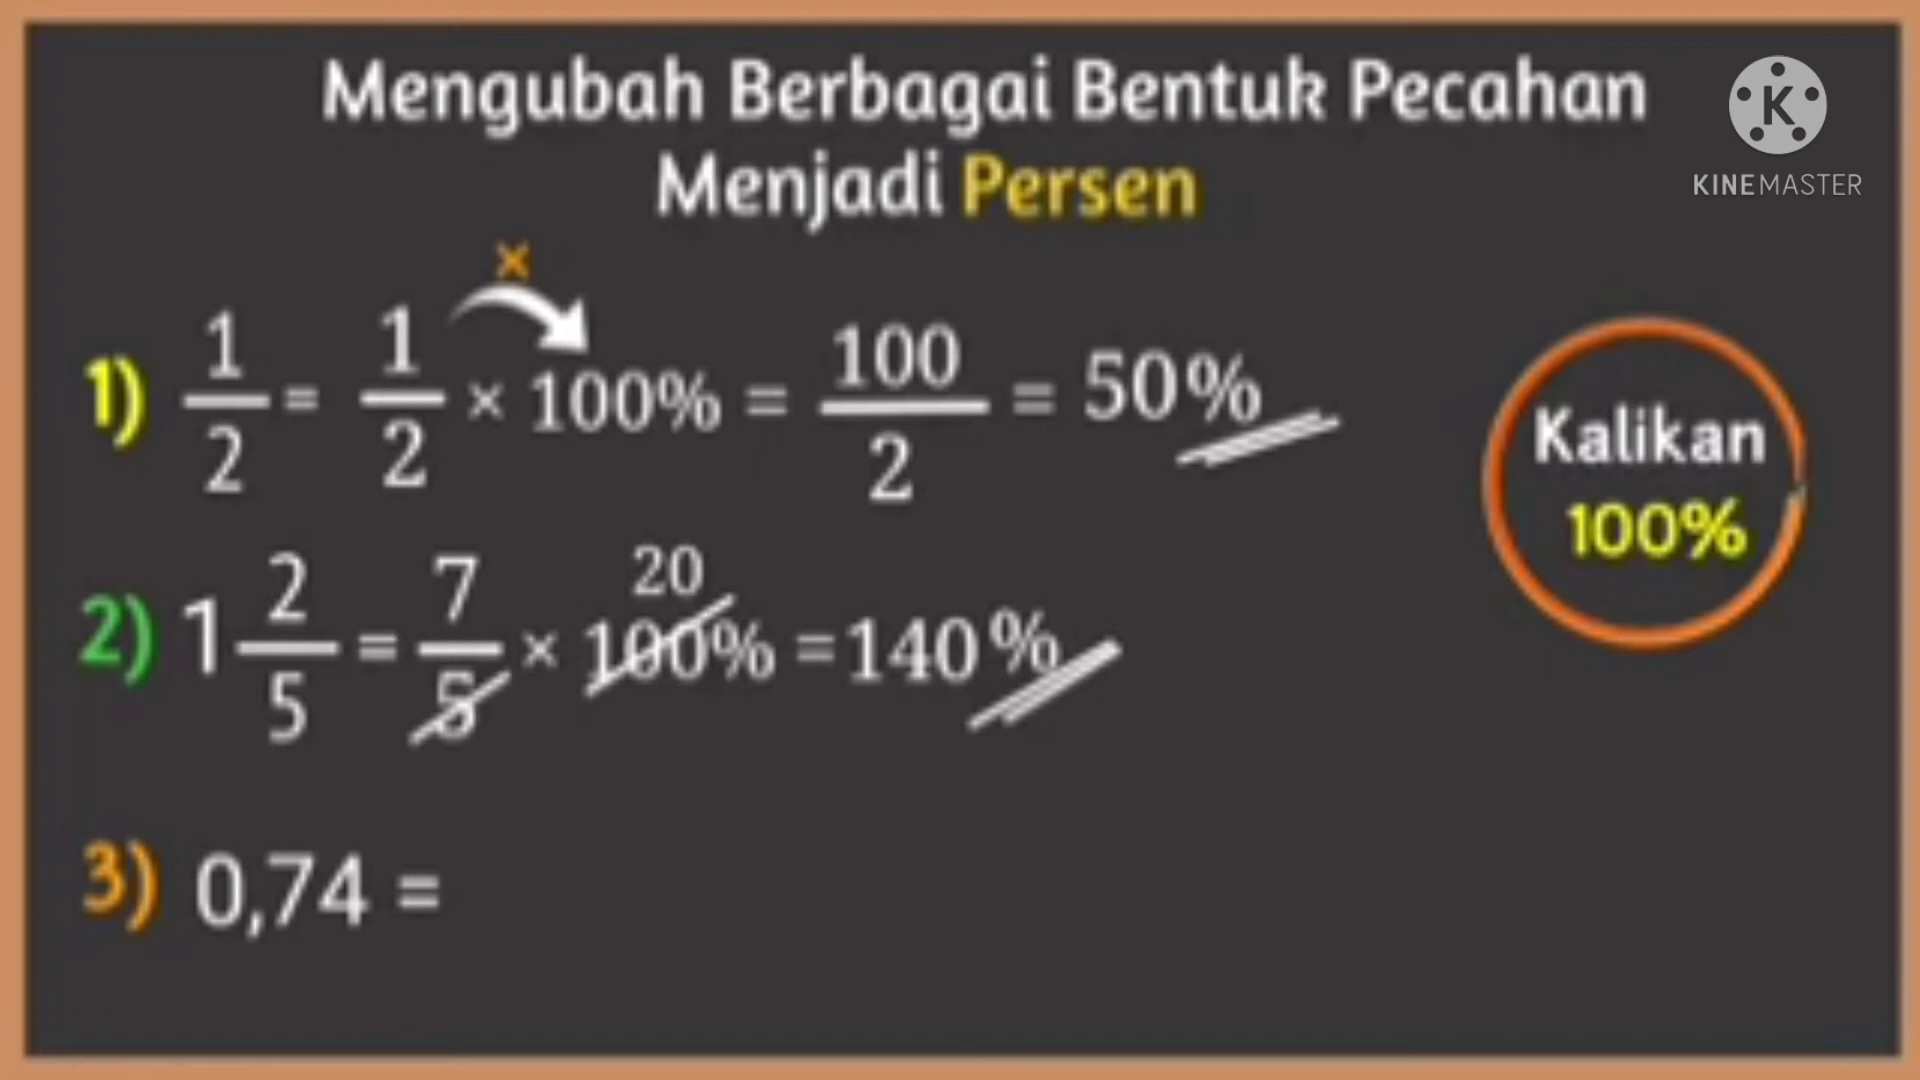 Mengubah Berbagai Bentuk Pecahan
Menjadi Persen
K
KINEMASTER
×
1) 1/2 = 1/2 × 100% = 100/2 = 50%
Kalikan
100%
20
2) 1 2/5 = 7/5 × 100% = 140%
3) 0,74 =